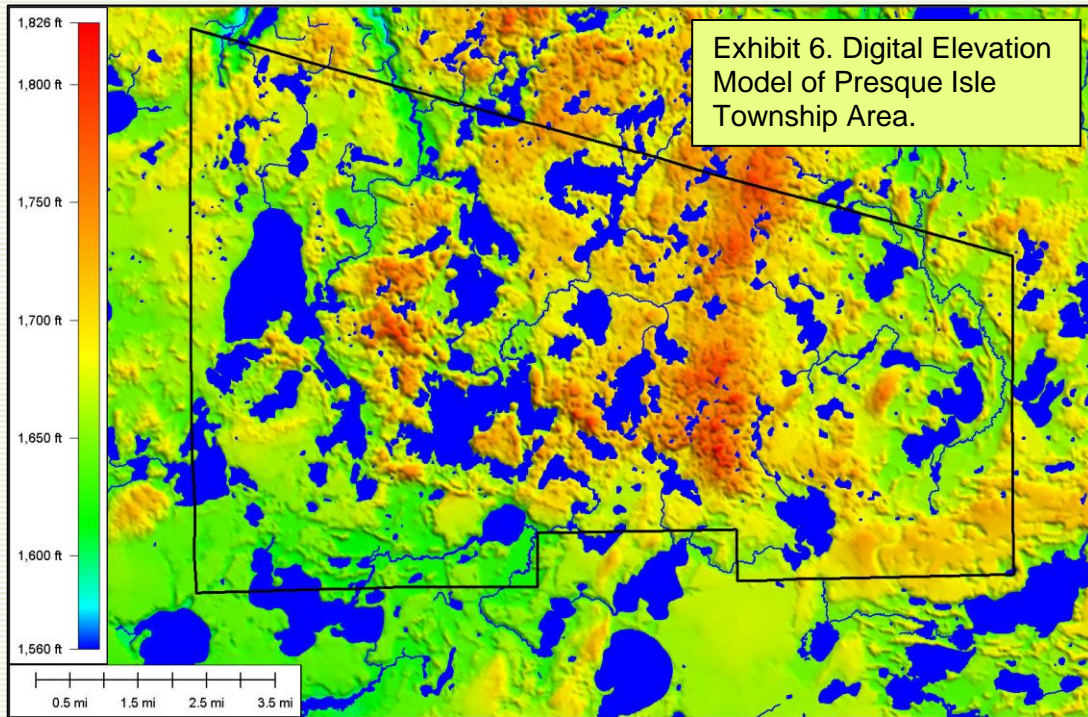 1,826 ft
1,800 ft
1,750 ft
1,700 ft
1,650 ft
1,600 ft
1,560 ft
Exhibit 6. Digital Elevation
Model of Presque Isle
Township Area.
0.5 mi 1.5 mi 2.5 mi 3.5 mi